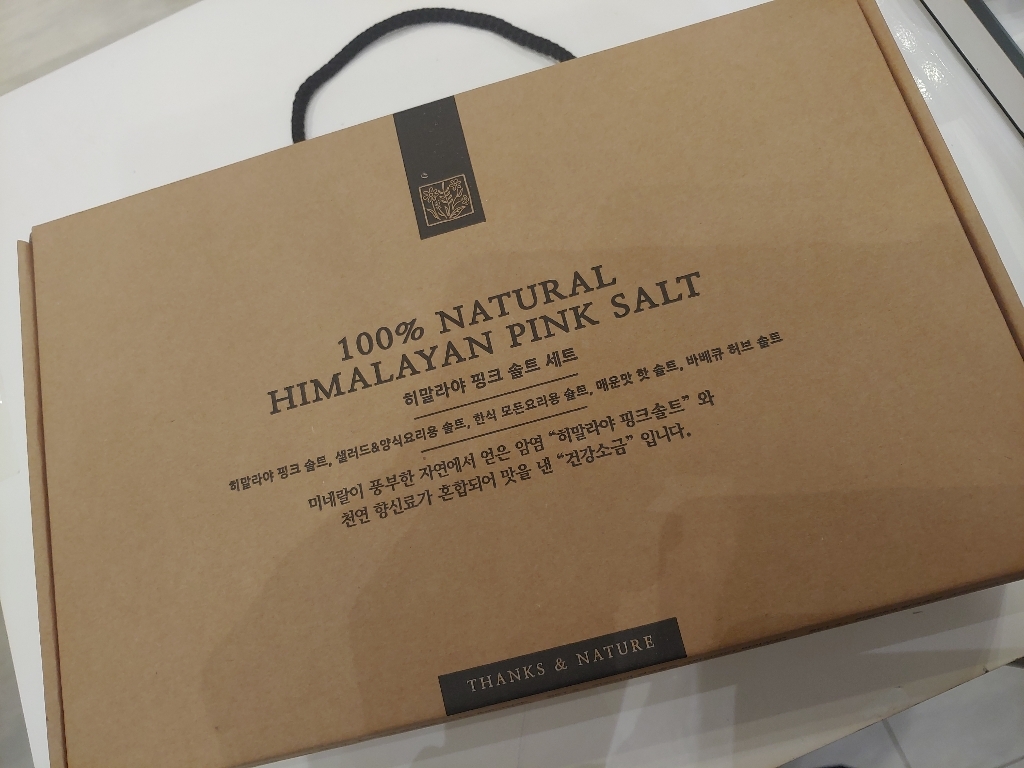 100% NATURAL
HIMALAYAN PINK SALT
히말라야 핑크 솔트 세트
히말라야 핑크 솔트, 샐러드&양식요리용 솔트, 한식 모든요리용 솔트, 매운맛 핫 솔트, 바베큐 허브 솔트
미네랄이 풍부한 자연에서 얻은 암염 “히말라야 핑크솔트” 와
천연 향신료가 혼합되어 맛을 낸 “건강소금” 입니다.
THANKS & NATURE